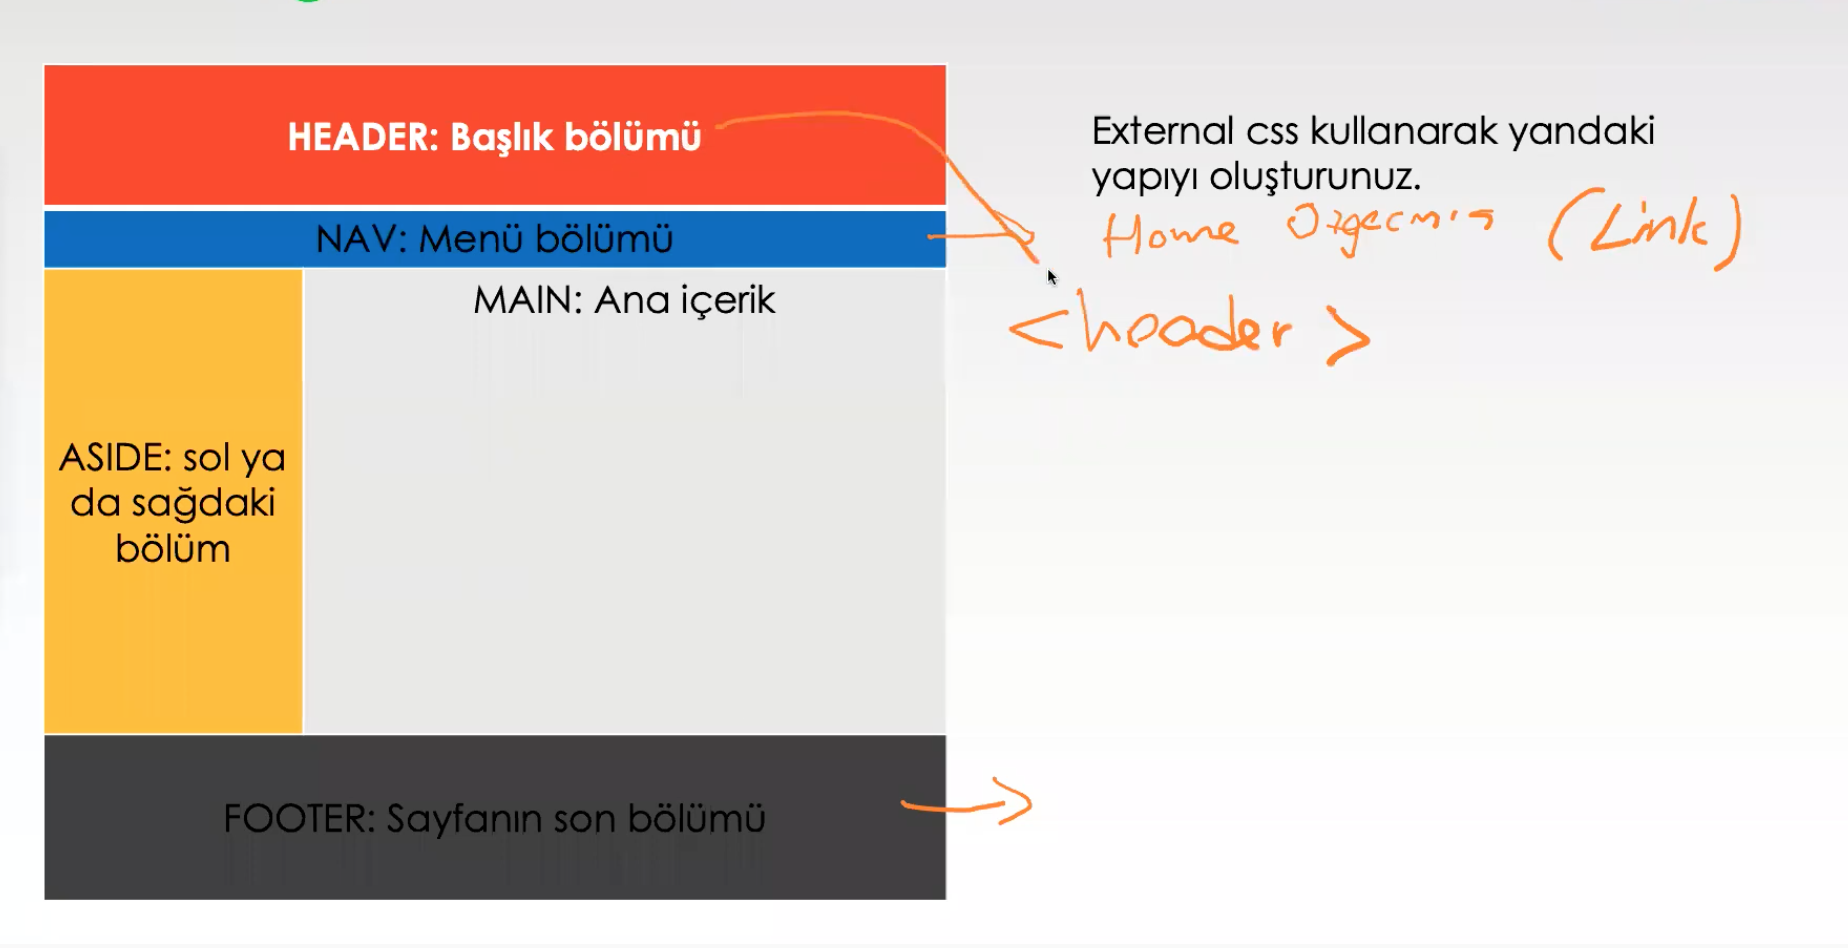 HEADER: Başlık bölümü
NAV: Menü bölümü
MAIN: Ana içerik
ASIDE: sol ya
da sağdaki
bölüm
FOOTER: Sayfanın son bölümü
External css kullanarak yandaki
yapıyı oluşturunuz.
Home Özgecmis (Link)
<header>